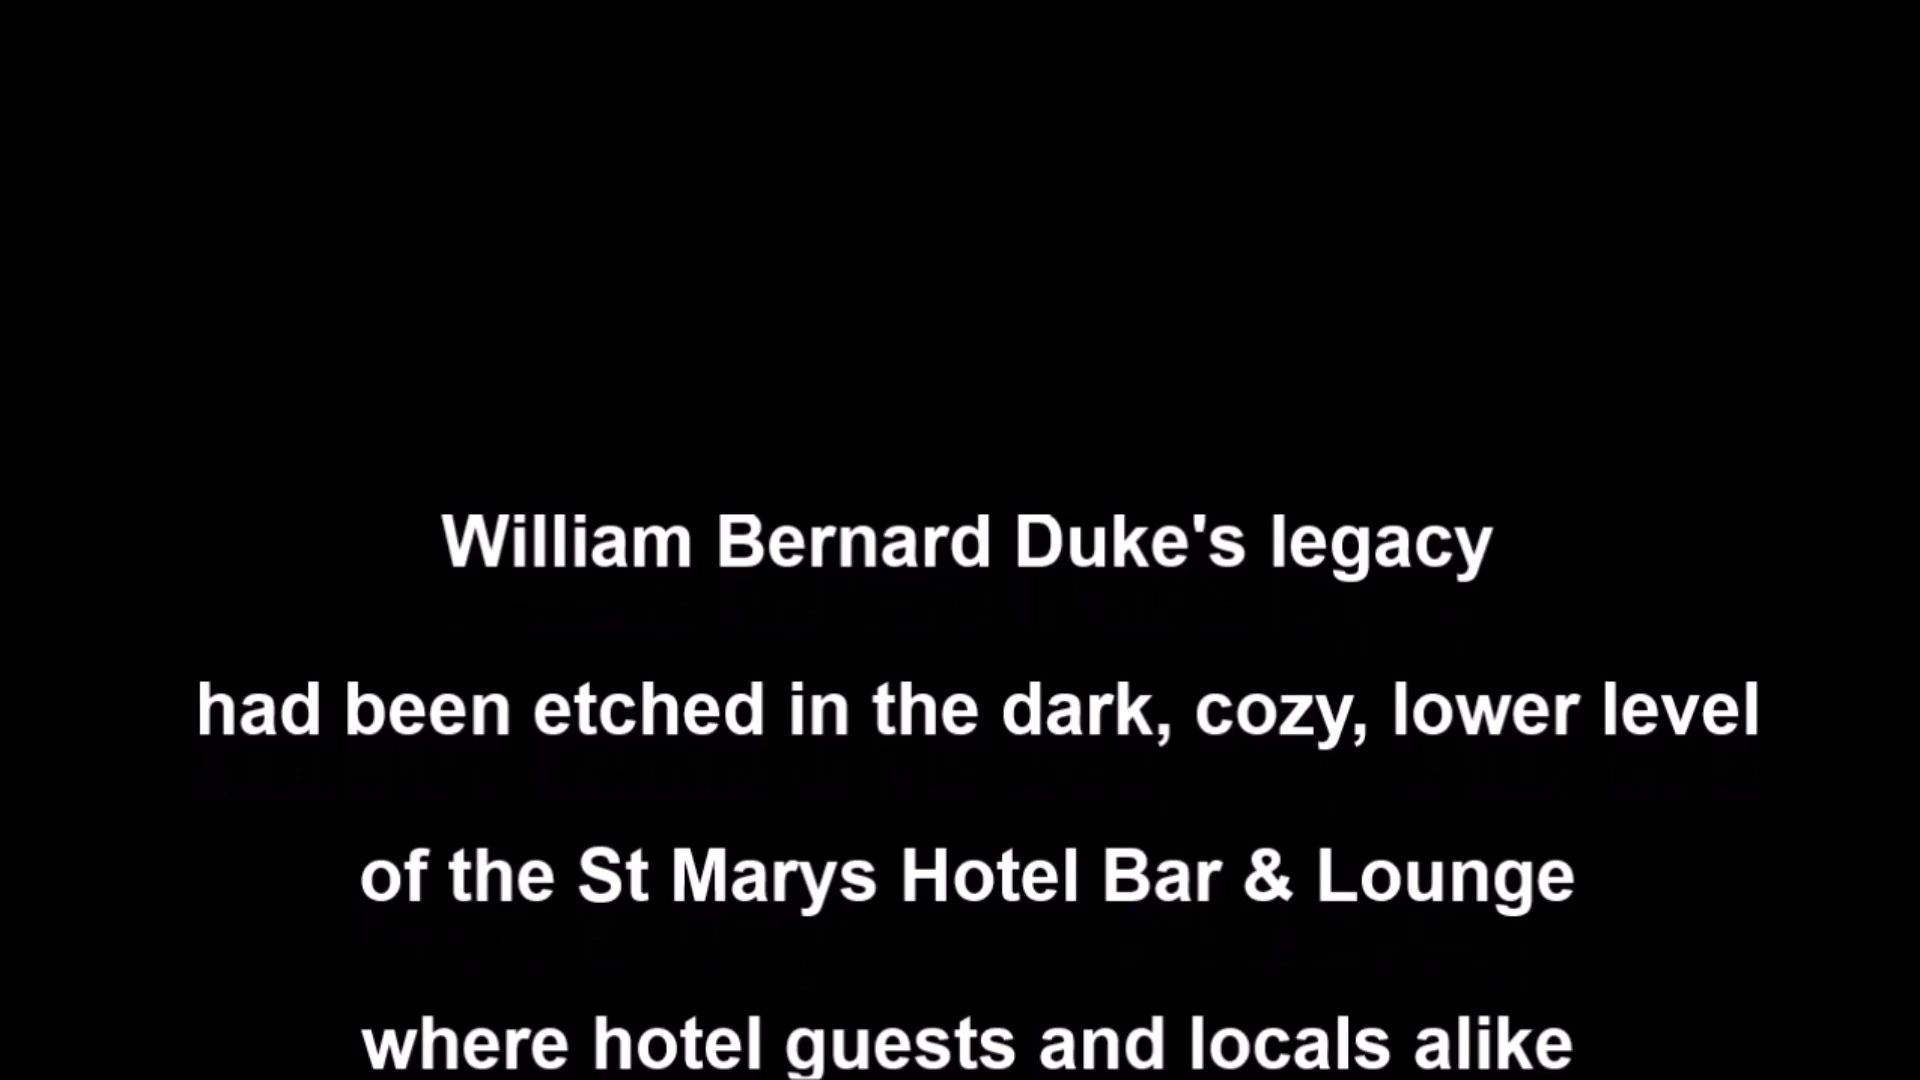 William Bernard Duke's legacy
had been etched in the dark, cozy, lower level
of the St Marys Hotel Bar & Lounge
where hotel guests and locals alike